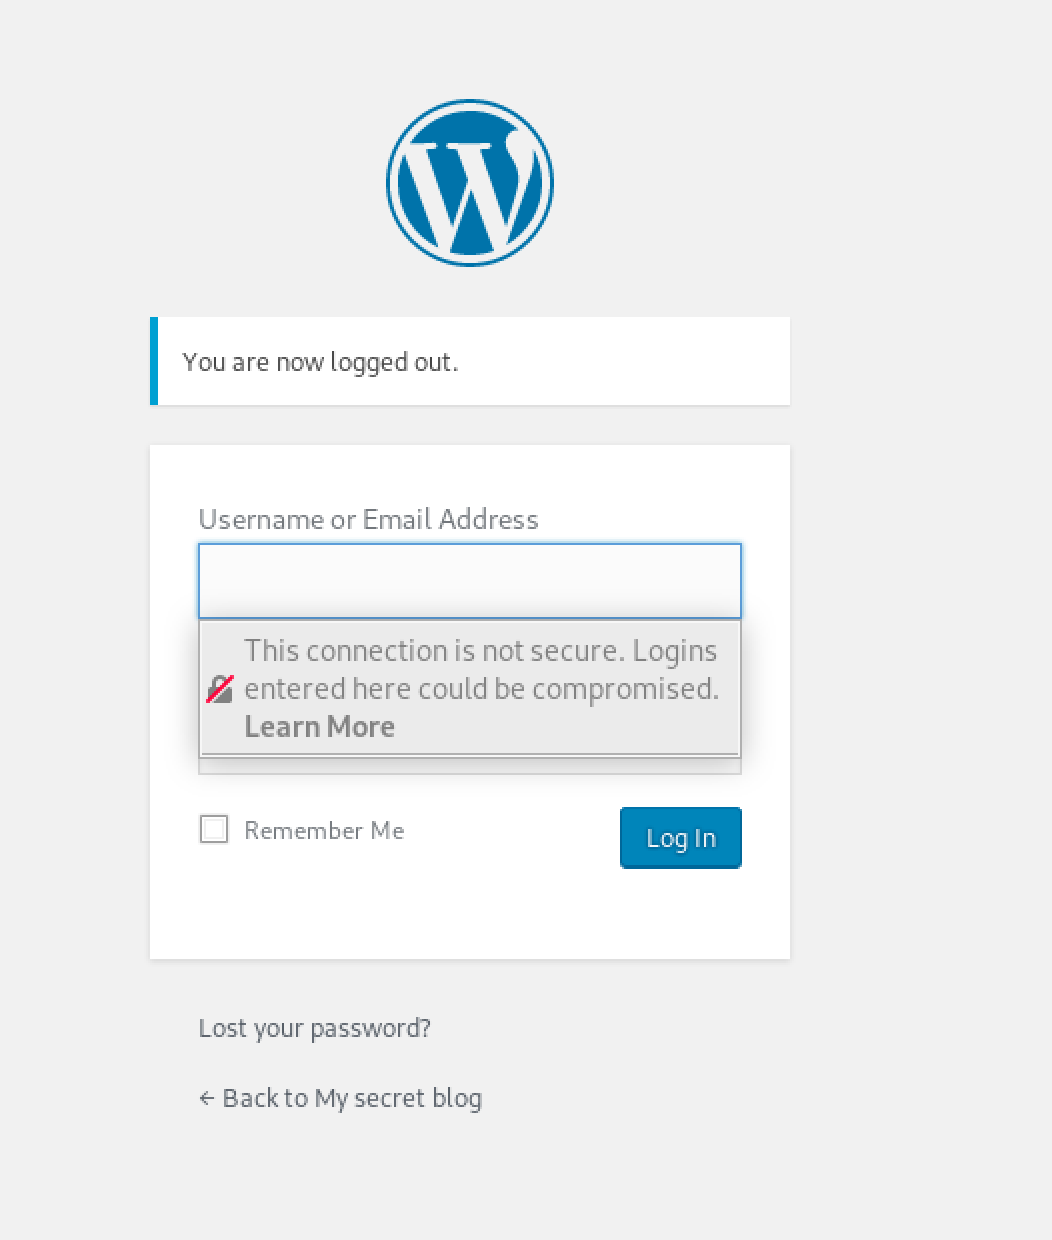 You are now logged out.
Username or Email Address
This connection is not secure. Logins
entered here could be compromised.
Learn More
Remember Me
Log In
Lost your password?
← Back to My secret blog